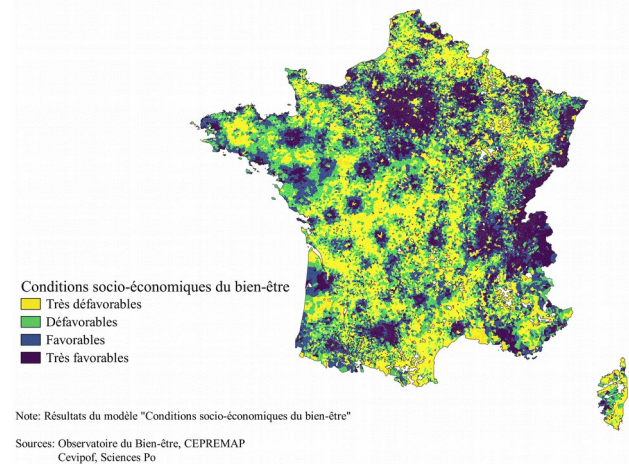 Conditions socio-économiques du bien-être
Très défavorables
Défavorables
Favorables
Très favorables
Note: Résultats du modèle "Conditions socio-économiques du bien-être"
Sources: Observatoire du Bien-être, CEPREMAP
Cevipof, Sciences Po